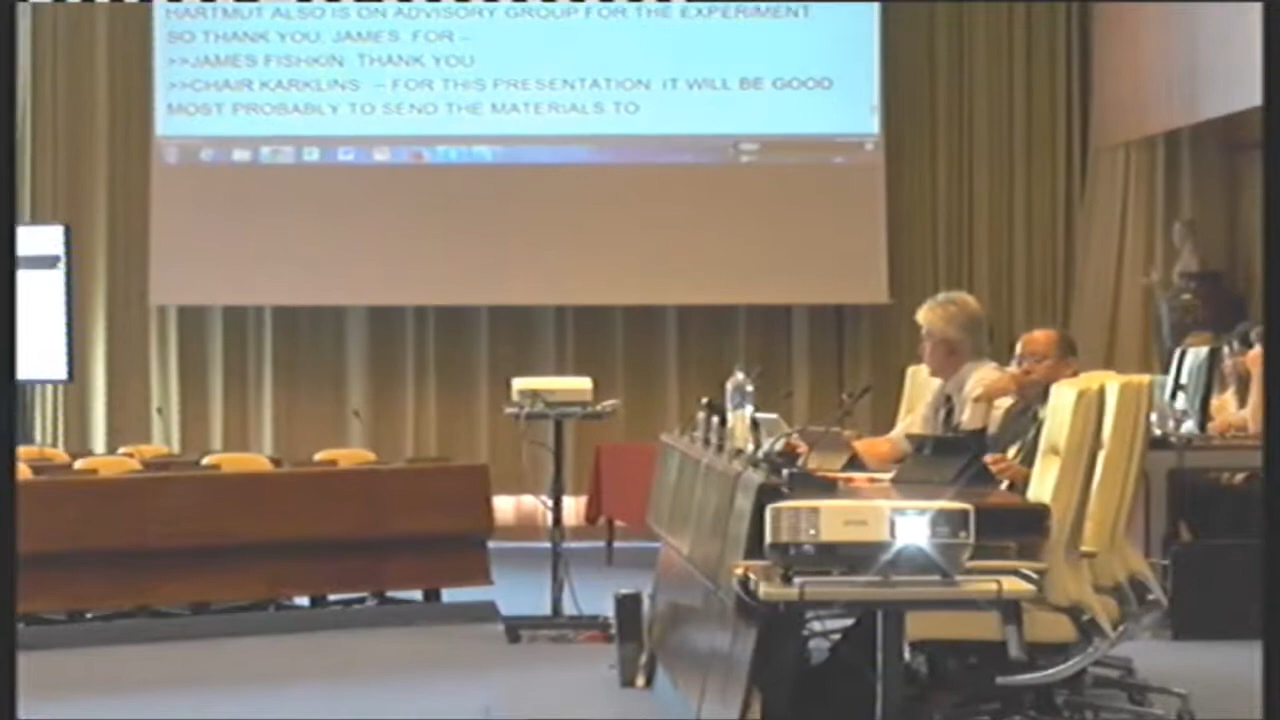 HARTMUT ALSO IS ON ADVISORY GROUP FOR THE EXPERIMENT.
SO THANK YOU, JAMES, FOR –
>>JAMES FISHKIN: THANK YOU.
>>CHAIR KARKLINS: – FOR THIS PRESENTATION. IT WILL BE GOOD
MOST PROBABLY TO SEND THE MATERIALS TO